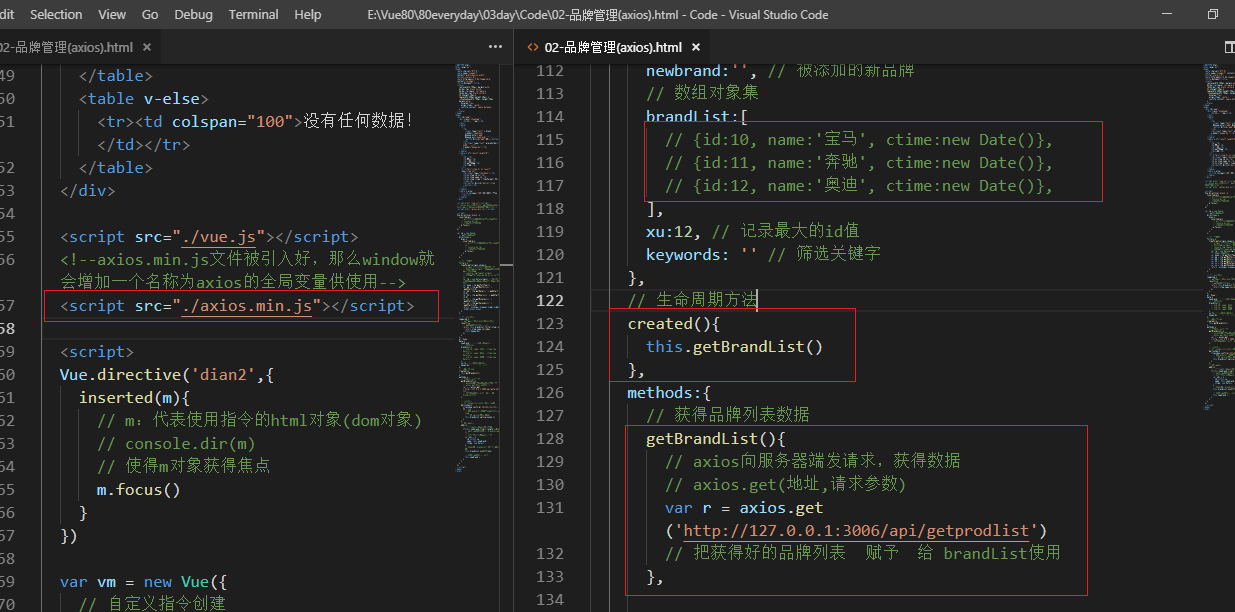 dit Selection View Go Debug Terminal Help E:\Vue80\80everyday\03day\Code\02-品牌管理(axios).html - Code - Visual Studio Code
02-品牌管理(axios).html ×
49 </table>
50 <table v-else>
51 <tr><td colspan="100">没有任何数据!
</td></tr>
52 </table>
53 </div>
54
55 <script src="./vue.js"></script>
56 <!--axios.min.js文件被引入好，那么window就
会增加一个名称为axios的全局变量供使用-->
57 <script src="./axios.min.js"></script>
58
59 <script>
60 Vue.directive('dian2',{
61 inserted(m){
62 // m：代表使用指令的html对象(dom对象)
63 // console.dir(m)
64 // 使得m对象获得焦点
65 m.focus()
66 }
67 })
68
69 var vm = new Vue({
70 // 自定义指令创建
<> 02-品牌管理(axios).html ×
112 newbrand:'', // 被添加的新品牌
113 // 数组对象集
114 brandList:[
115 // {id:10, name:'宝马', ctime:new Date()},
116 // {id:11, name:'奔驰', ctime:new Date()},
117 // {id:12, name:'奥迪', ctime:new Date()},
118 ],
119 xu:12, // 记录最大的id值
120 keywords: '' // 筛选关键字
121 },
122 // 生命周期方法
123 created(){
124 this.getBrandList()
125 },
126 methods:{
127 // 获得品牌列表数据
128 getBrandList(){
129 // axios向服务器端发请求，获得数据
130 // axios.get(地址,请求参数)
131 var r = axios.get
('http://127.0.0.1:3006/api/getprodlist')
132 // 把获得好的品牌列表 赋予 给 brandList使用
133 },
134